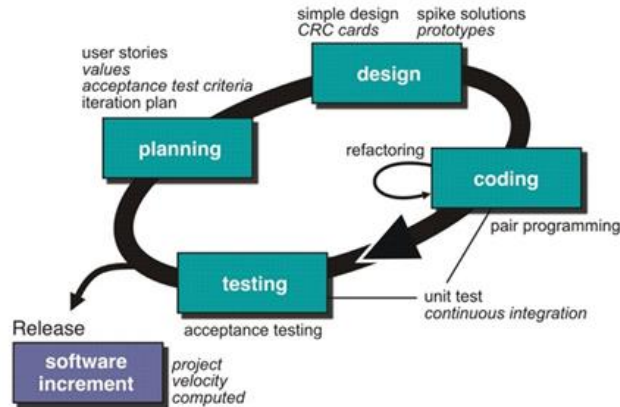 simple design
CRC cards
spike solutions
prototypes
user stories
values
acceptance test criteria
iteration plan
design
planning
refactoring
coding
pair programming
testing
unit test
continuous integration
acceptance testing
Release
software
increment
project
velocity
computed